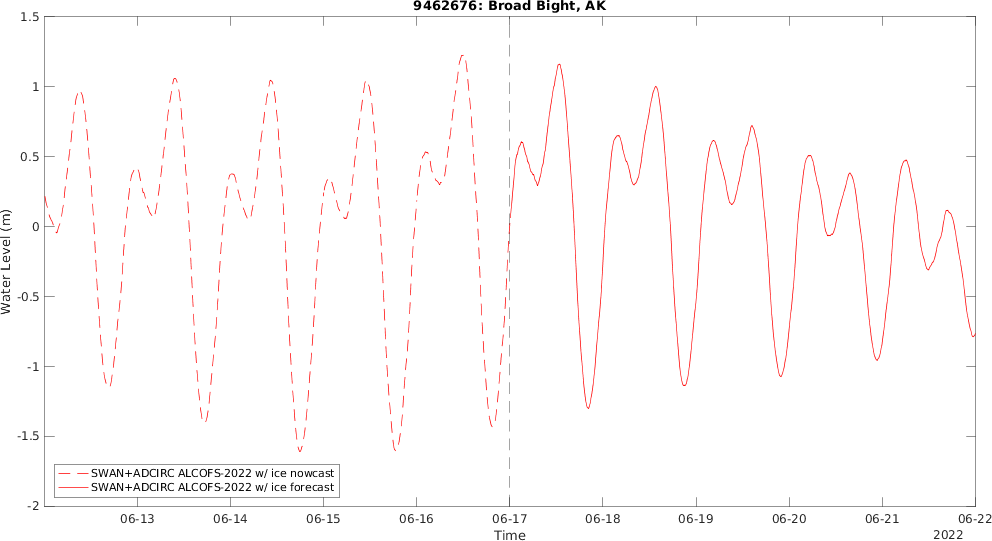 9462676: Broad Bight, AK
1.5
1
0.5
0
-0.5
-1
-1.5
-2
Water Level (m)
SWAN+ADCIRC ALCOFS-2022 w/ ice nowcast
SWAN+ADCIRC ALCOFS-2022 w/ ice forecast
06-13 06-14 06-15 06-16 06-17 06-18 06-19 06-20 06-21 06-22
Time
2022